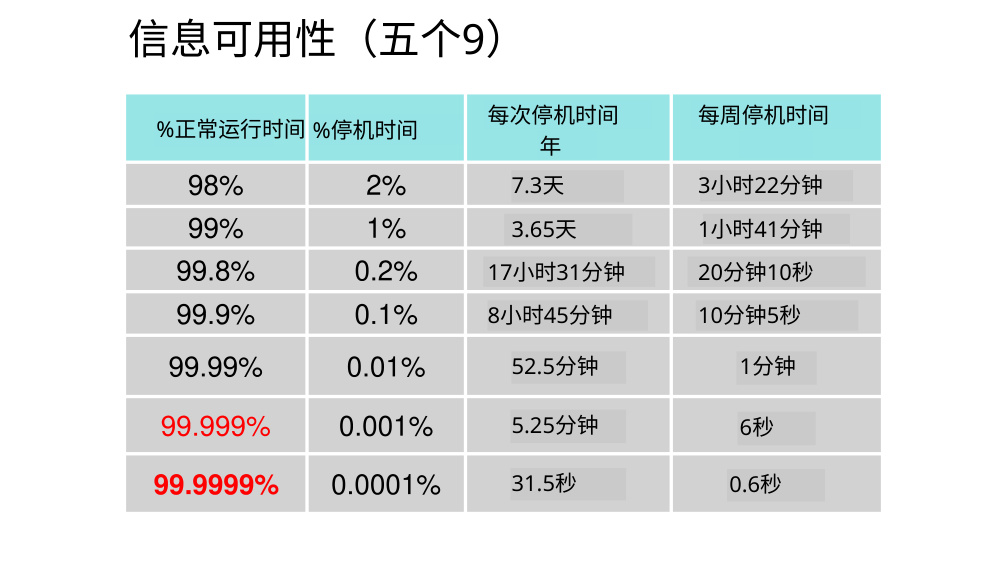 信息可用性（五个9）
%正常运行时间 %停机时间 每次停机时间 每周停机时间
年
98% 2% 7.3天 3小时22分钟
99% 1% 3.65天 1小时41分钟
99.8% 0.2% 17小时31分钟 20分钟10秒
99.9% 0.1% 8小时45分钟 10分钟5秒
99.99% 0.01% 52.5分钟 1分钟
99.999% 0.001% 5.25分钟 6秒
99.9999% 0.0001% 31.5秒 0.6秒